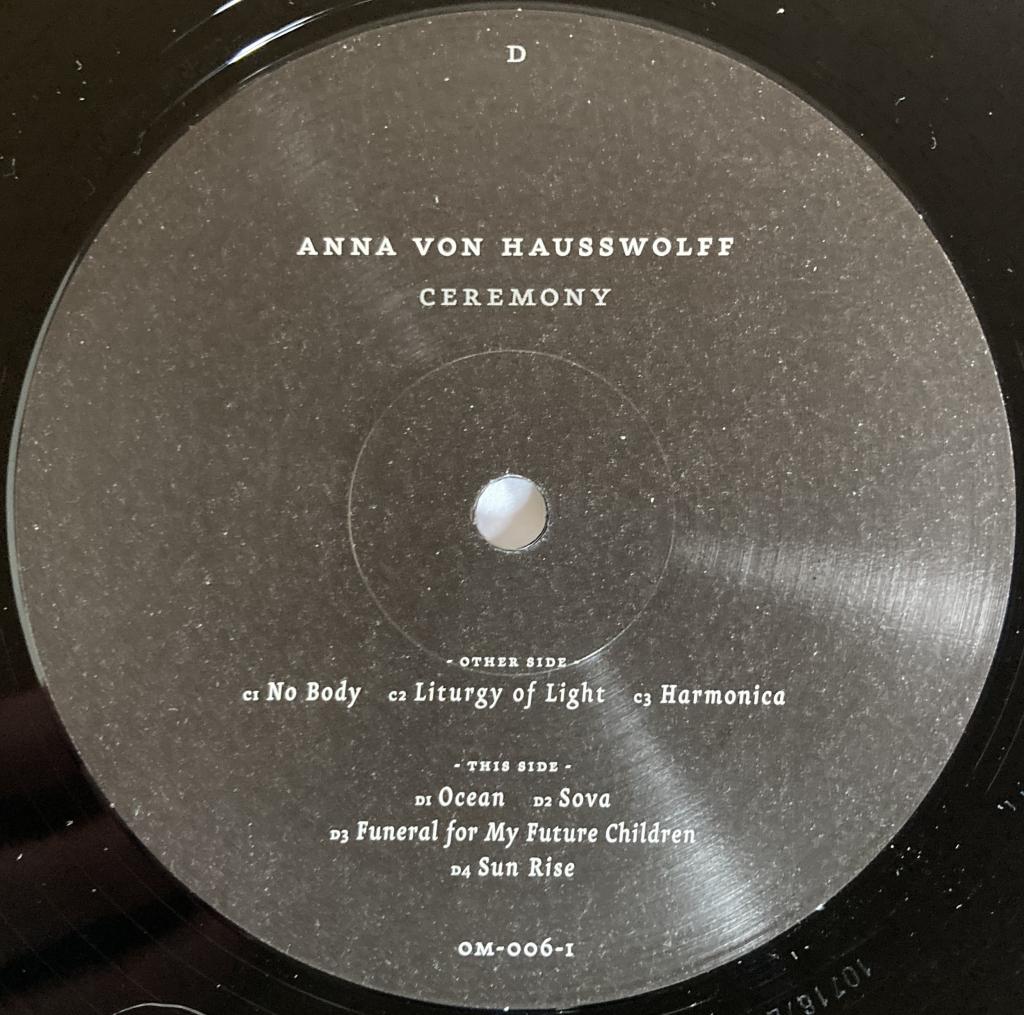 D
ANNA VON HAUSSWOLFF
CEREMONY
- OTHER SIDE -
C1 No Body C2 Liturgy of Light C3 Harmonica
- THIS SIDE -
D1 Ocean D2 Sova
D3 Funeral for My Future Children
D4 Sun Rise
OM-006-1